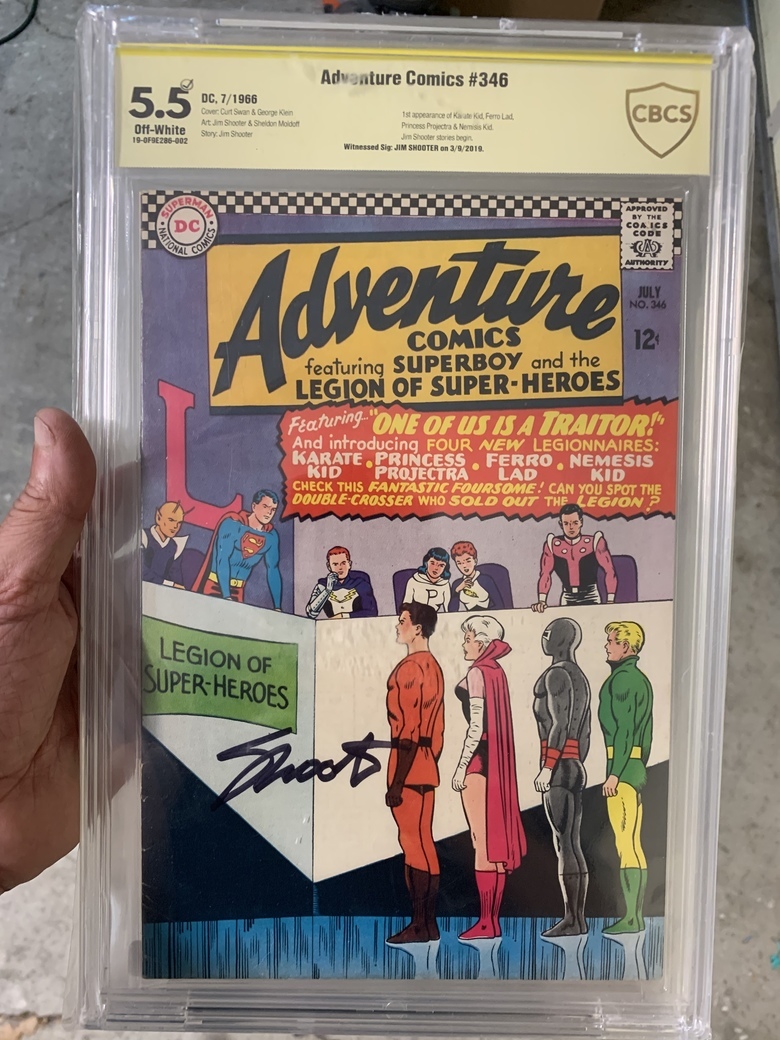 Adventure Comics #346
5.5
Off-White
19-0F9E2B6-002
DC, 7/1966
Cover: Curt Swan & George Klein
Art: Jim Shooter & Sheldon Moldoff
Story: Jim Shooter
1st appearance of Karate Kid, Ferro Lad,
Princess Projectra & Nemesis Kid.
Jim Shooter stories begin.
Witnessed Sig: JIM SHOOTER on 3/9/2019.
CBCS
SUPERMAN
DC
NATIONAL COMICS
APPROVED
BY THE
COMICS
CODE
AUTHORITY
Adventure
COMICS
featuring SUPERBOY and the
LEGION OF SUPER-HEROES
JULY
NO. 346
12¢
Featuring... "ONE OF US IS A TRAITOR!"
And introducing FOUR NEW LEGIONNAIRES:
KARATE KID • PRINCESS PROJECTRA • FERRO LAD • NEMESIS KID
CHECK THIS FANTASTIC FOURSOME! CAN YOU SPOT THE
DOUBLE-CROSSER WHO SOLD OUT THE LEGION?
L
S
P
LEGION OF
SUPER-HEROES
Shooter